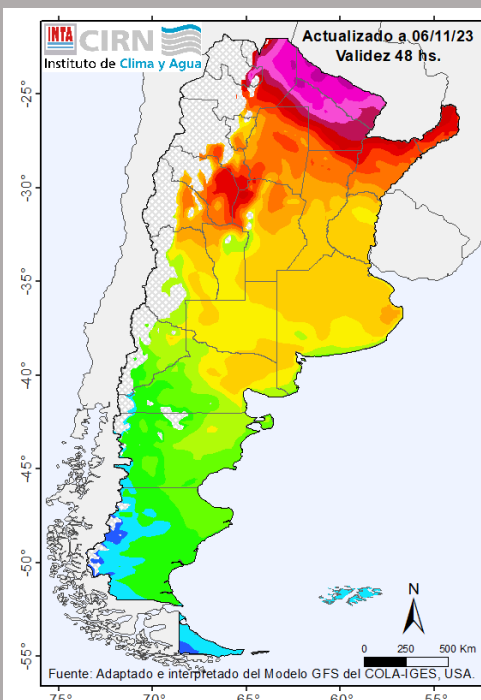 INTA CIRN
Instituto de Clima y Agua
Actualizado a 06/11/23
Validez 48 hs.
-25°
-30°
-35°
-40°
-45°
-50°
-55°
N
0 250 500 Km
Fuente: Adaptado e interpretado del Modelo GFS del COLA-IGES, USA.
75° 70° 65° 60° 55°